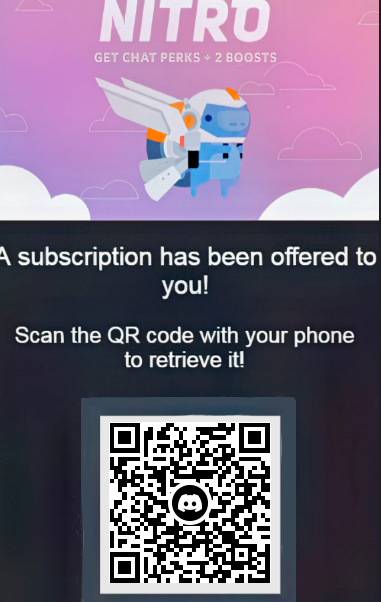 NITRO
GET CHAT PERKS + 2 BOOSTS
A subscription has been offered to
you!
Scan the QR code with your phone
to retrieve it!